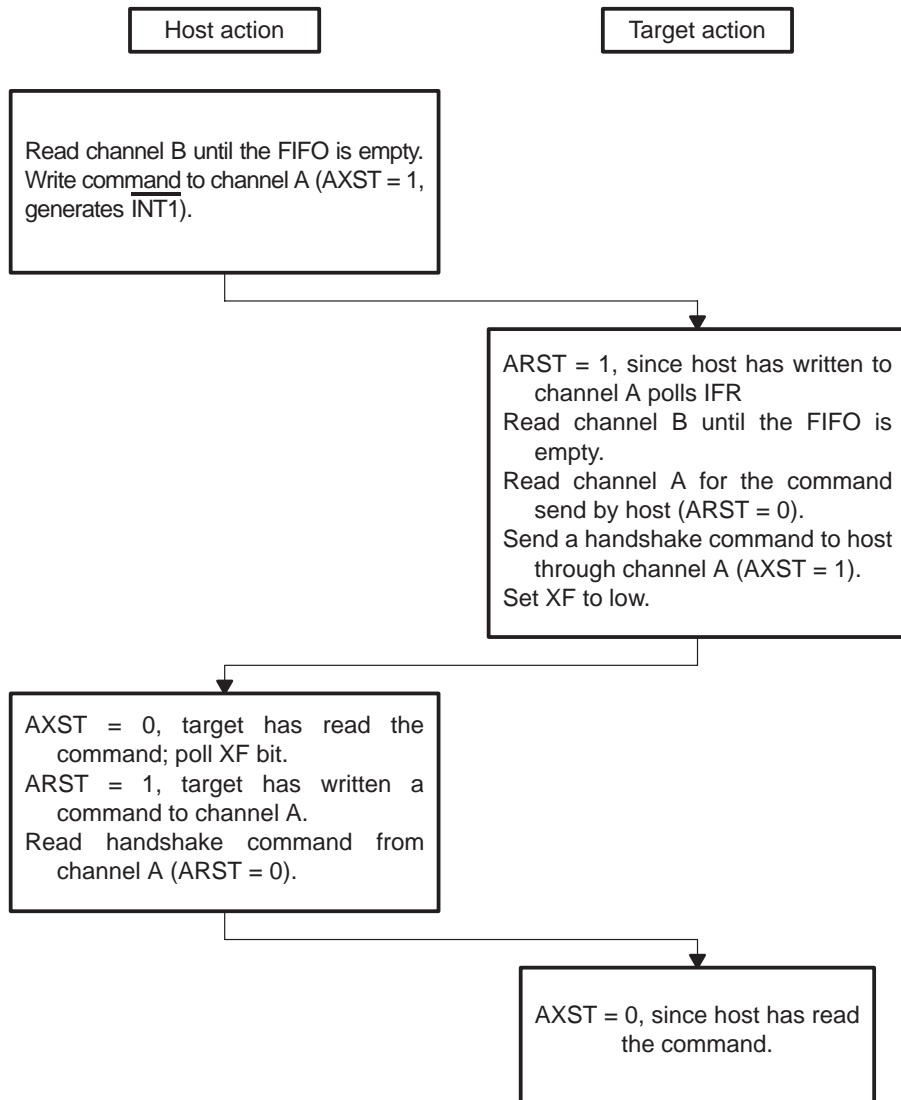 Host action
Target action
Read channel B until the FIFO is empty.
Write command to channel A (AXST = 1,
generates I̅N̅T̅1̅).
ARST = 1, since host has written to
channel A polls IFR
Read channel B until the FIFO is
empty.
Read channel A for the command
send by host (ARST = 0).
Send a handshake command to host
through channel A (AXST = 1).
Set XF to low.
AXST = 0, target has read the
command; poll XF bit.
ARST = 1, target has written a
command to channel A.
Read handshake command from
channel A (ARST = 0).
AXST = 0, since host has read
the command.